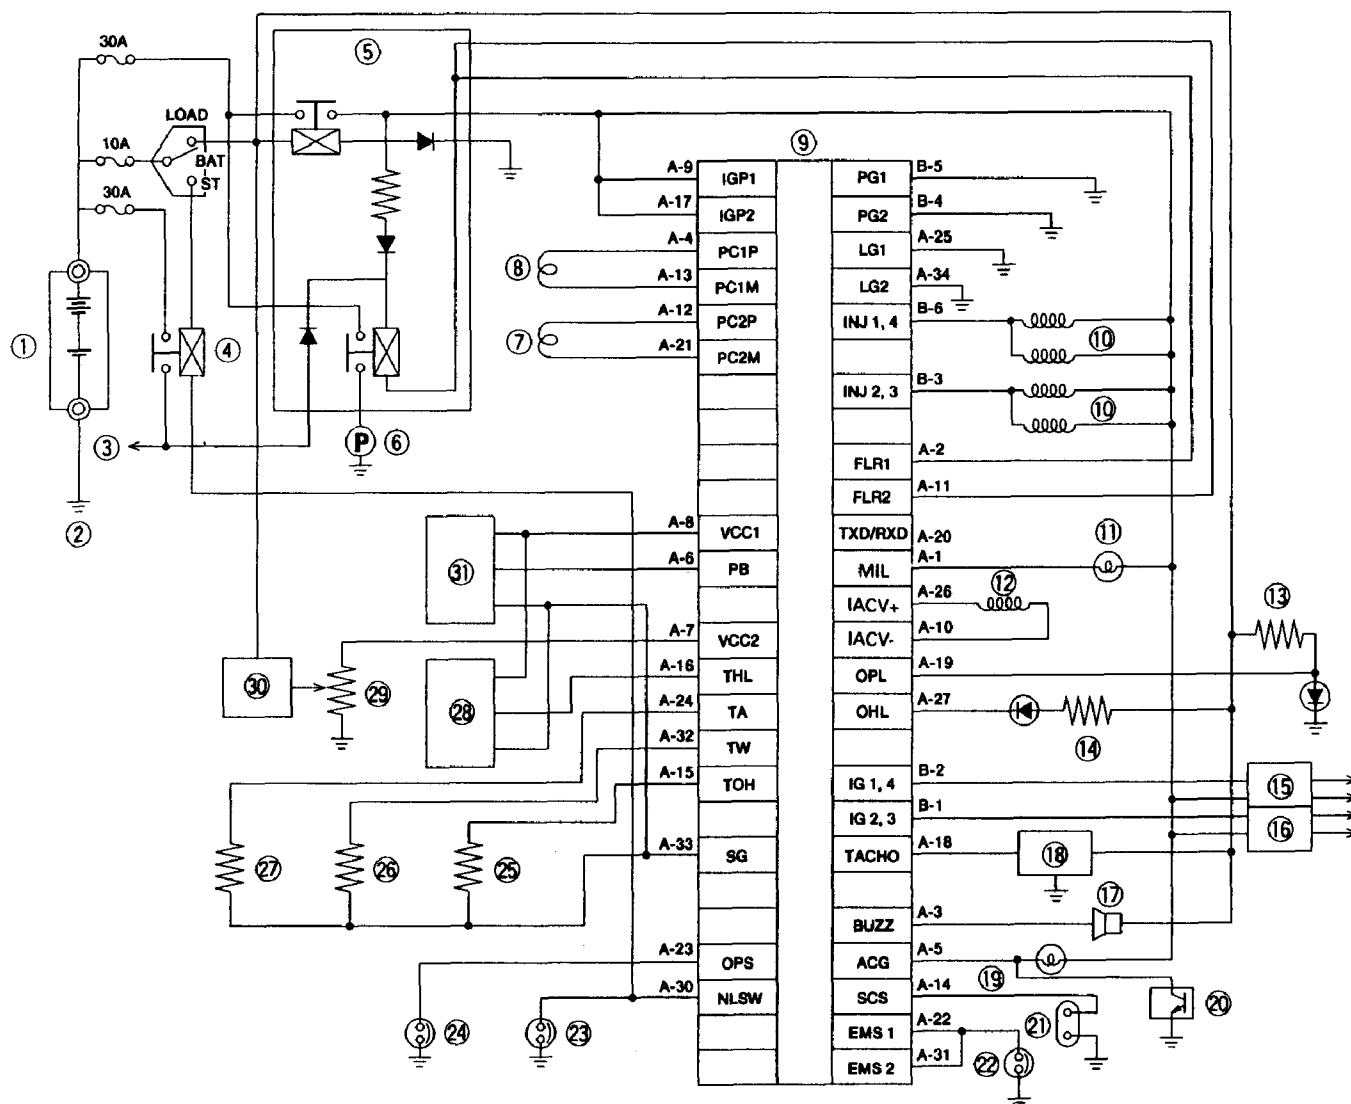 30A
⑤
LOAD
10A
BAT
ST
30A
①
④
③
P
⑥
②
⑨
A-9 IGP1
A-17 IGP2
A-4 PC1P
⑧
A-13 PC1M
A-12 PC2P
⑦
A-21 PC2M
A-8 VCC1
㉛
A-6 PB
A-7 VCC2
㉚
㉙
A-16 THL
㉘
A-24 TA
A-32 TW
A-15 TOH
㉗
㉖
㉕
A-33 SG
A-23 OPS
A-30 NLSW
㉔
㉓
PG1 B-5
PG2 B-4
LG1 A-25
LG2 A-34
INJ 1, 4 B-6
⑩
INJ 2, 3 B-3
⑩
FLR1 A-2
FLR2 A-11
TXD/RXD A-20
⑪
MIL A-1
⑫
IACV+ A-26
IACV- A-10
⑬
OPL A-19
OHL A-27
⑭
IG 1, 4 B-2
⑮
IG 2, 3 B-1
⑯
TACHO A-18
⑱
⑰
BUZZ A-3
ACG A-5
⑲
SCS A-14
⑳
㉑
EMS 1 A-22
㉒
EMS 2 A-31